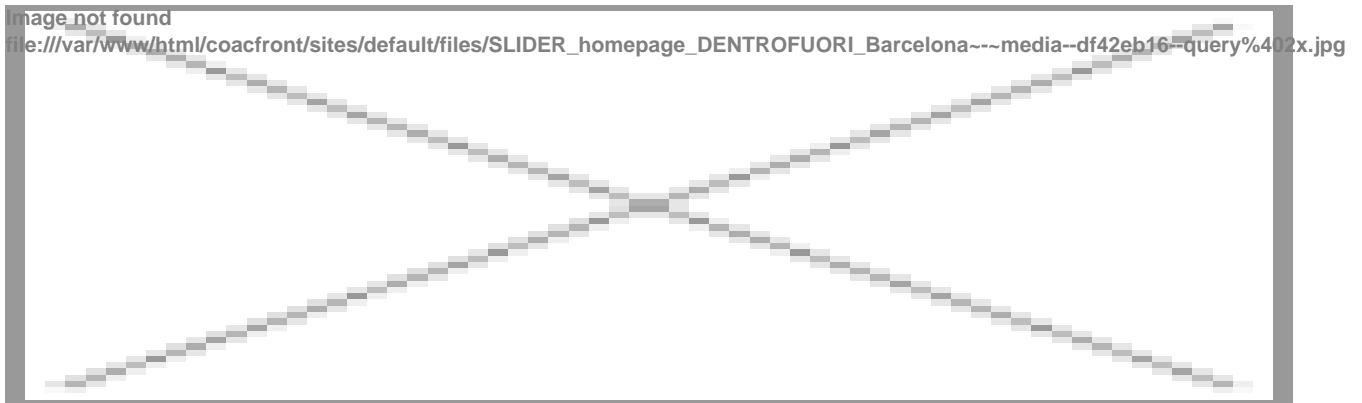 Image not found
file:///var/www/html/coacfront/sites/default/files/SLIDER_homepage_DENTROFUORI_Barcelona~-~media--df42eb16--query%402x.jpg